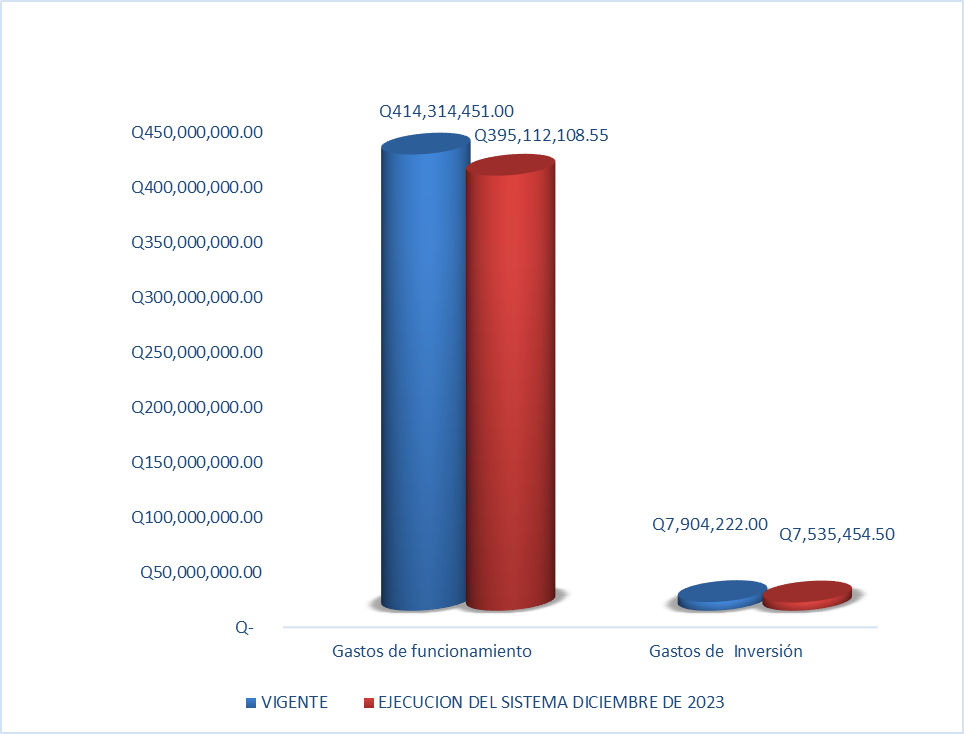 Q414,314,451.00
Q395,112,108.55
Q450,000,000.00
Q400,000,000.00
Q350,000,000.00
Q300,000,000.00
Q250,000,000.00
Q200,000,000.00
Q150,000,000.00
Q100,000,000.00
Q50,000,000.00
Q-
Q7,904,222.00
Q7,535,454.50
Gastos de funcionamiento
Gastos de Inversión
VIGENTE
EJECUCION DEL SISTEMA DICIEMBRE DE 2023